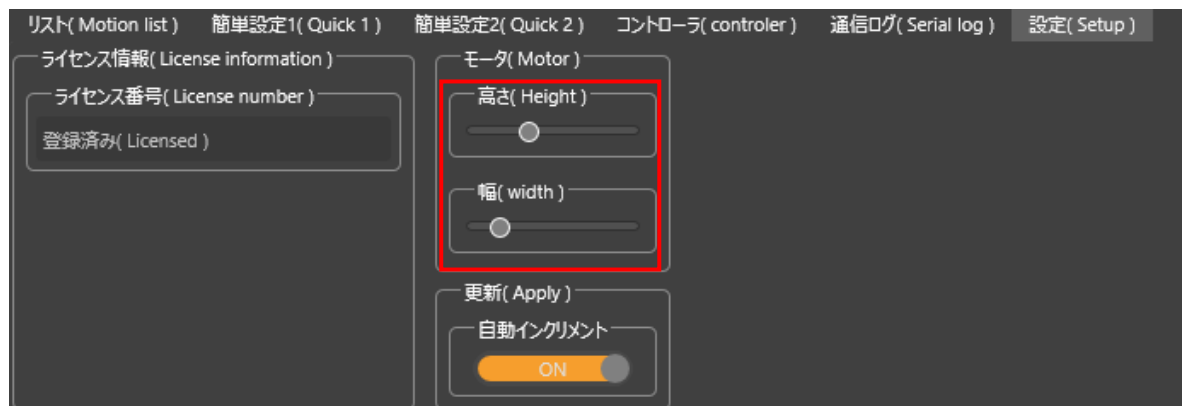 リスト( Motion list ) 簡単設定1( Quick 1 ) 簡単設定2( Quick 2 ) コントローラ( controler ) 通信ログ( Serial log ) 設定( Setup )
ライセンス情報( License information )
ライセンス番号( License number )
登録済み( Licensed )
モータ( Motor )
高さ( Height )
幅( width )
更新( Apply )
自動インクリメント
ON